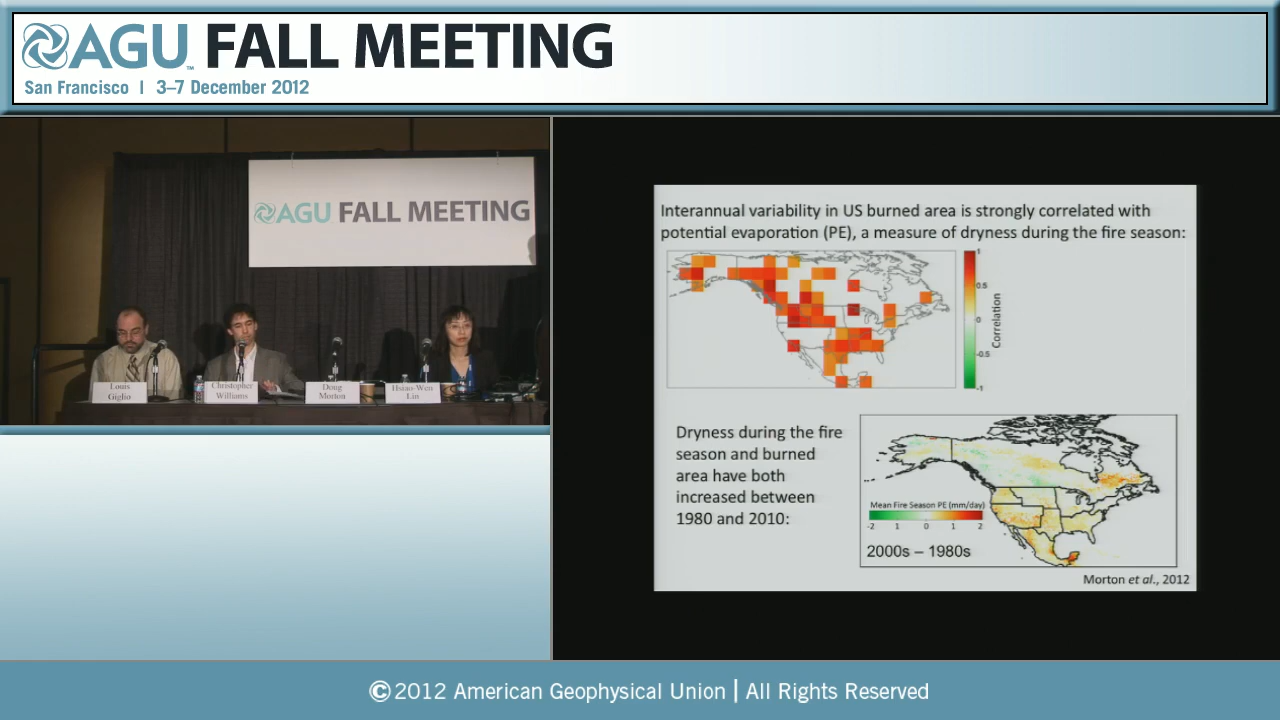 AGU FALL MEETING
San Francisco | 3–7 December 2012
AGU FALL MEETING
Louis
Giglio
Christopher
Williams
Doug
Morton
Hsiao-Wen
Lin
Interannual variability in US burned area is strongly correlated with
potential evaporation (PE), a measure of dryness during the fire season:
1
0.5
0
-0.5
-1
Correlation
Dryness during the fire
season and burned
area have both
increased between
1980 and 2010:
Mean Fire Season PE (mm/day)
-2 1 0 1 2
2000s – 1980s
Morton et al., 2012
©2012 American Geophysical Union | All Rights Reserved